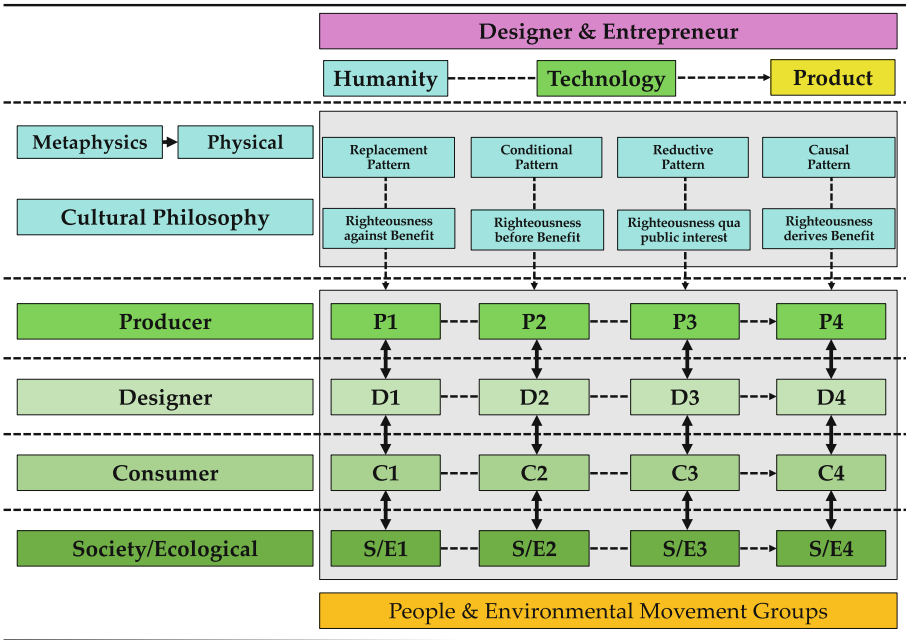 Designer & Entrepreneur
Humanity
Technology
Product
Metaphysics
Physical
Replacement
Pattern
Conditional
Pattern
Reductive
Pattern
Causal
Pattern
Cultural Philosophy
Righteousness
against Benefit
Righteousness
before Benefit
Righteousness qua
public interest
Righteousness
derives Benefit
Producer
P1
P2
P3
P4
Designer
D1
D2
D3
D4
Consumer
C1
C2
C3
C4
Society/Ecological
S/E1
S/E2
S/E3
S/E4
People & Environmental Movement Groups